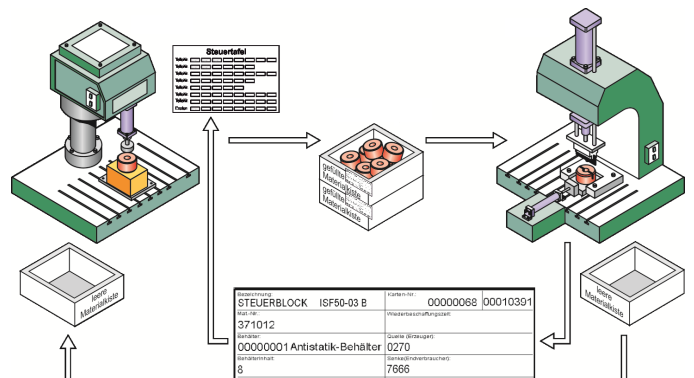 Steuertafel
Teilside
gefüllte
Materialkiste
gefüllte
Materialkiste
leere
Materialkiste
leere
Materialkiste
Bezeichnung:
STEUERBLOCK ISF50-03 B
Karten-Nr.:
00000068 00010391
Mat.-Nr.:
371012
Wiederbeschaffungszeit:
Behälter:
00000001 Antistatik-Behälter
Quelle (Erzeuger):
0270
Behälterinhalt:
8
Senke(Endverbraucher):
7666